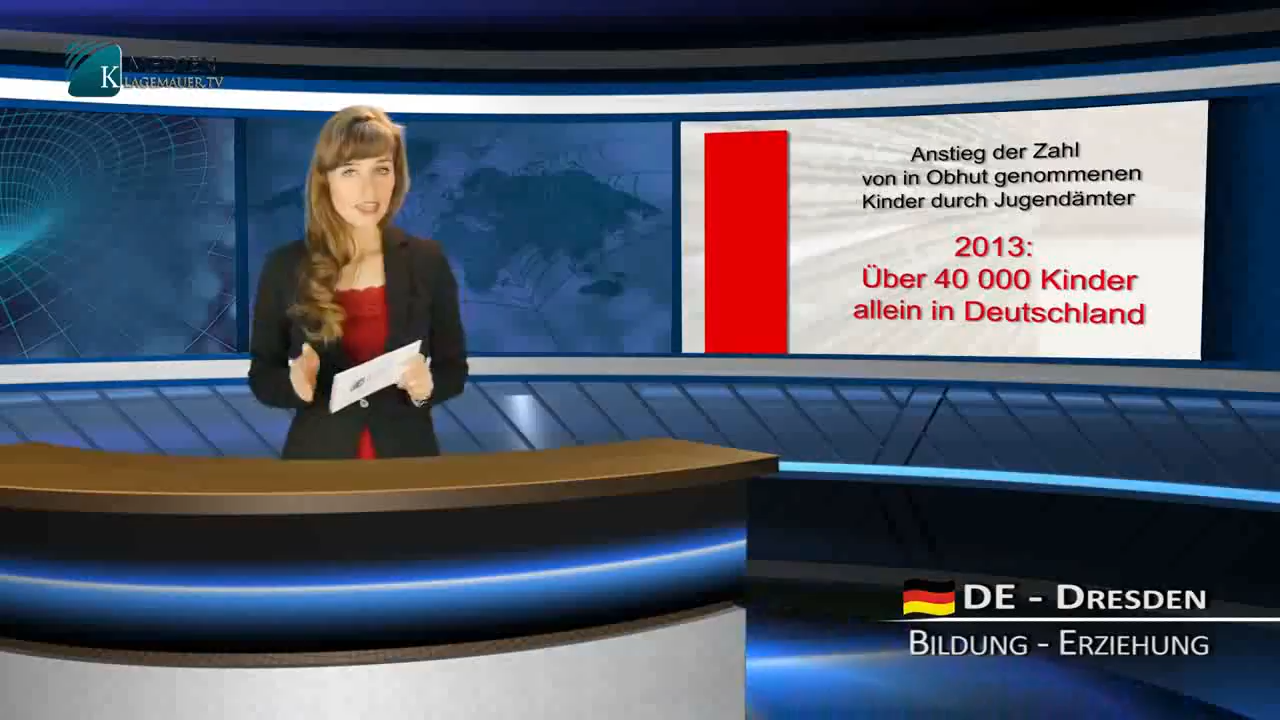 MEDIEN
KLAGEMAUER.TV
Anstieg der Zahl
von in Obhut genommenen
Kinder durch Jugendämter
2013:
Über 40 000 Kinder
allein in Deutschland
DE - DRESDEN
BILDUNG - ERZIEHUNG